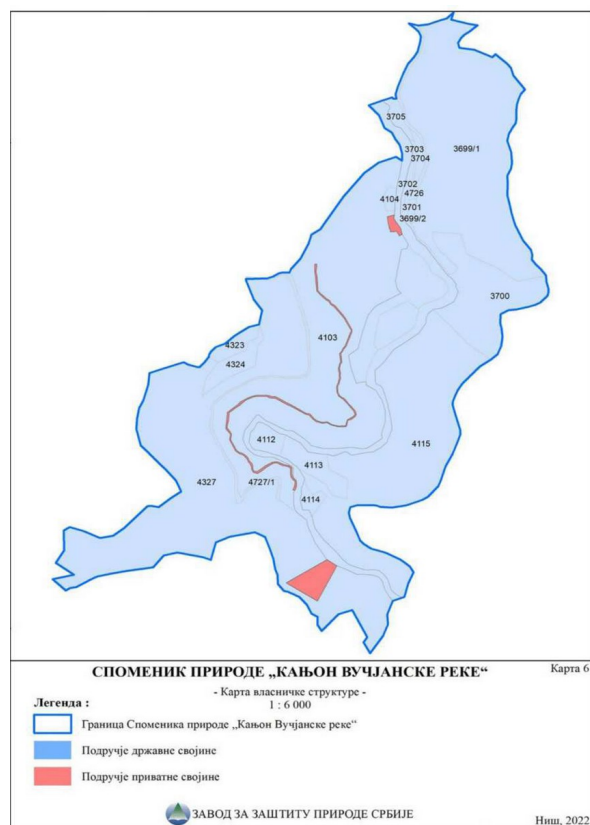 3705
3703
3704
3699/1
3702
4726
4104
3701
3699/2
3700
4103
4323
4324
4112
4115
4113
4327
4727/1
4114
СПОМЕНИК ПРИРОДЕ „КАЊОН ВУЧЈАНСКЕ РЕКЕ“
Карта 6
- Карта власничке структуре -
1 : 6 000
Легенда :
Граница Споменика природе „Кањон Вучјанске реке“
Подручје државне својине
Подручје приватне својине
ЗАВОД ЗА ЗАШТИТУ ПРИРОДЕ СРБИЈЕ
Ниш, 2022